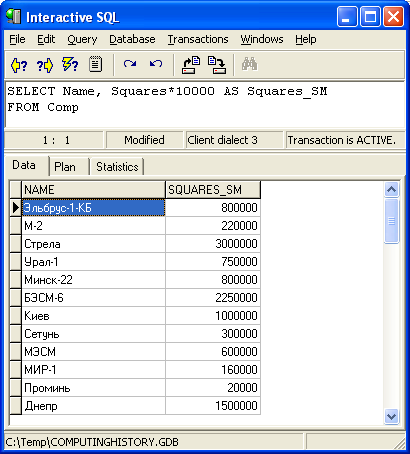 Interactive SQL
File Edit Query Database Transactions Windows Help
SELECT Name, Squares*10000 AS Squares_SM
FROM Comp
1 : 1 Modified Client dialect 3 Transaction is ACTIVE.
Data Plan Statistics
NAME SQUARES_SM
Эльбрус-1-КБ 800000
М-2 220000
Стрела 3000000
Урал-1 750000
Минск-22 800000
БЭСМ-6 2250000
Киев 1000000
Сетунь 300000
МЭСМ 600000
МИР-1 160000
Проминь 20000
Днепр 1500000
C:\Temp\COMPUTINGHISTORY.GDB